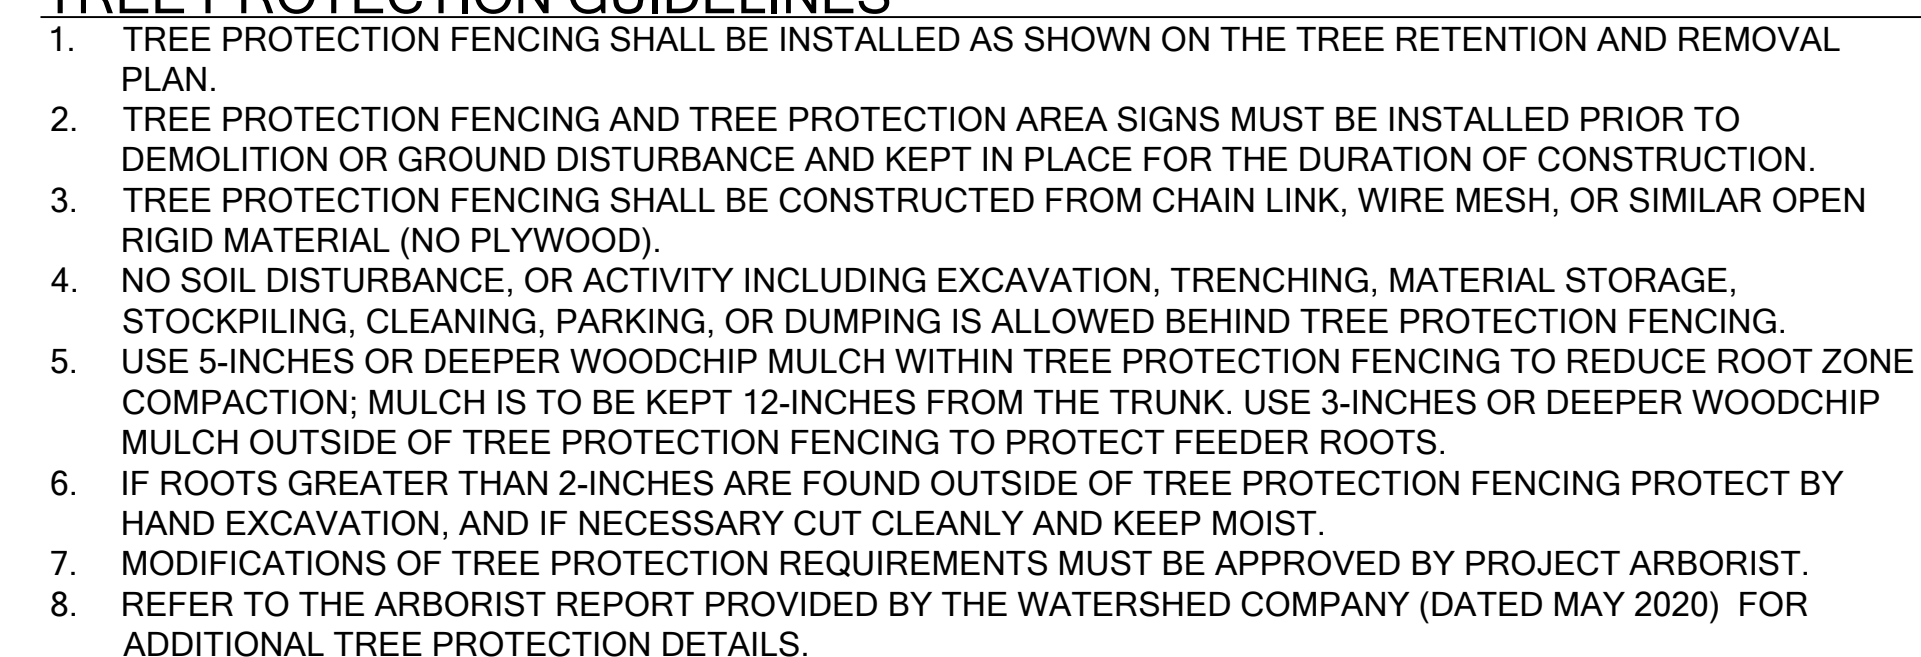 TREE PROTECTION GUIDELINES
1. TREE PROTECTION FENCING SHALL BE INSTALLED AS SHOWN ON THE TREE RETENTION AND REMOVAL
PLAN.
2. TREE PROTECTION FENCING AND TREE PROTECTION AREA SIGNS MUST BE INSTALLED PRIOR TO
DEMOLITION OR GROUND DISTURBANCE AND KEPT IN PLACE FOR THE DURATION OF CONSTRUCTION.
3. TREE PROTECTION FENCING SHALL BE CONSTRUCTED FROM CHAIN LINK, WIRE MESH, OR SIMILAR OPEN
RIGID MATERIAL (NO PLYWOOD).
4. NO SOIL DISTURBANCE, OR ACTIVITY INCLUDING EXCAVATION, TRENCHING, MATERIAL STORAGE,
STOCKPILING, CLEANING, PARKING, OR DUMPING IS ALLOWED BEHIND TREE PROTECTION FENCING.
5. USE 5-INCHES OR DEEPER WOODCHIP MULCH WITHIN TREE PROTECTION FENCING TO REDUCE ROOT ZONE
COMPACTION; MULCH IS TO BE KEPT 12-INCHES FROM THE TRUNK. USE 3-INCHES OR DEEPER WOODCHIP
MULCH OUTSIDE OF TREE PROTECTION FENCING TO PROTECT FEEDER ROOTS.
6. IF ROOTS GREATER THAN 2-INCHES ARE FOUND OUTSIDE OF TREE PROTECTION FENCING PROTECT BY
HAND EXCAVATION, AND IF NECESSARY CUT CLEANLY AND KEEP MOIST.
7. MODIFICATIONS OF TREE PROTECTION REQUIREMENTS MUST BE APPROVED BY PROJECT ARBORIST.
8. REFER TO THE ARBORIST REPORT PROVIDED BY THE WATERSHED COMPANY (DATED MAY 2020) FOR
ADDITIONAL TREE PROTECTION DETAILS.